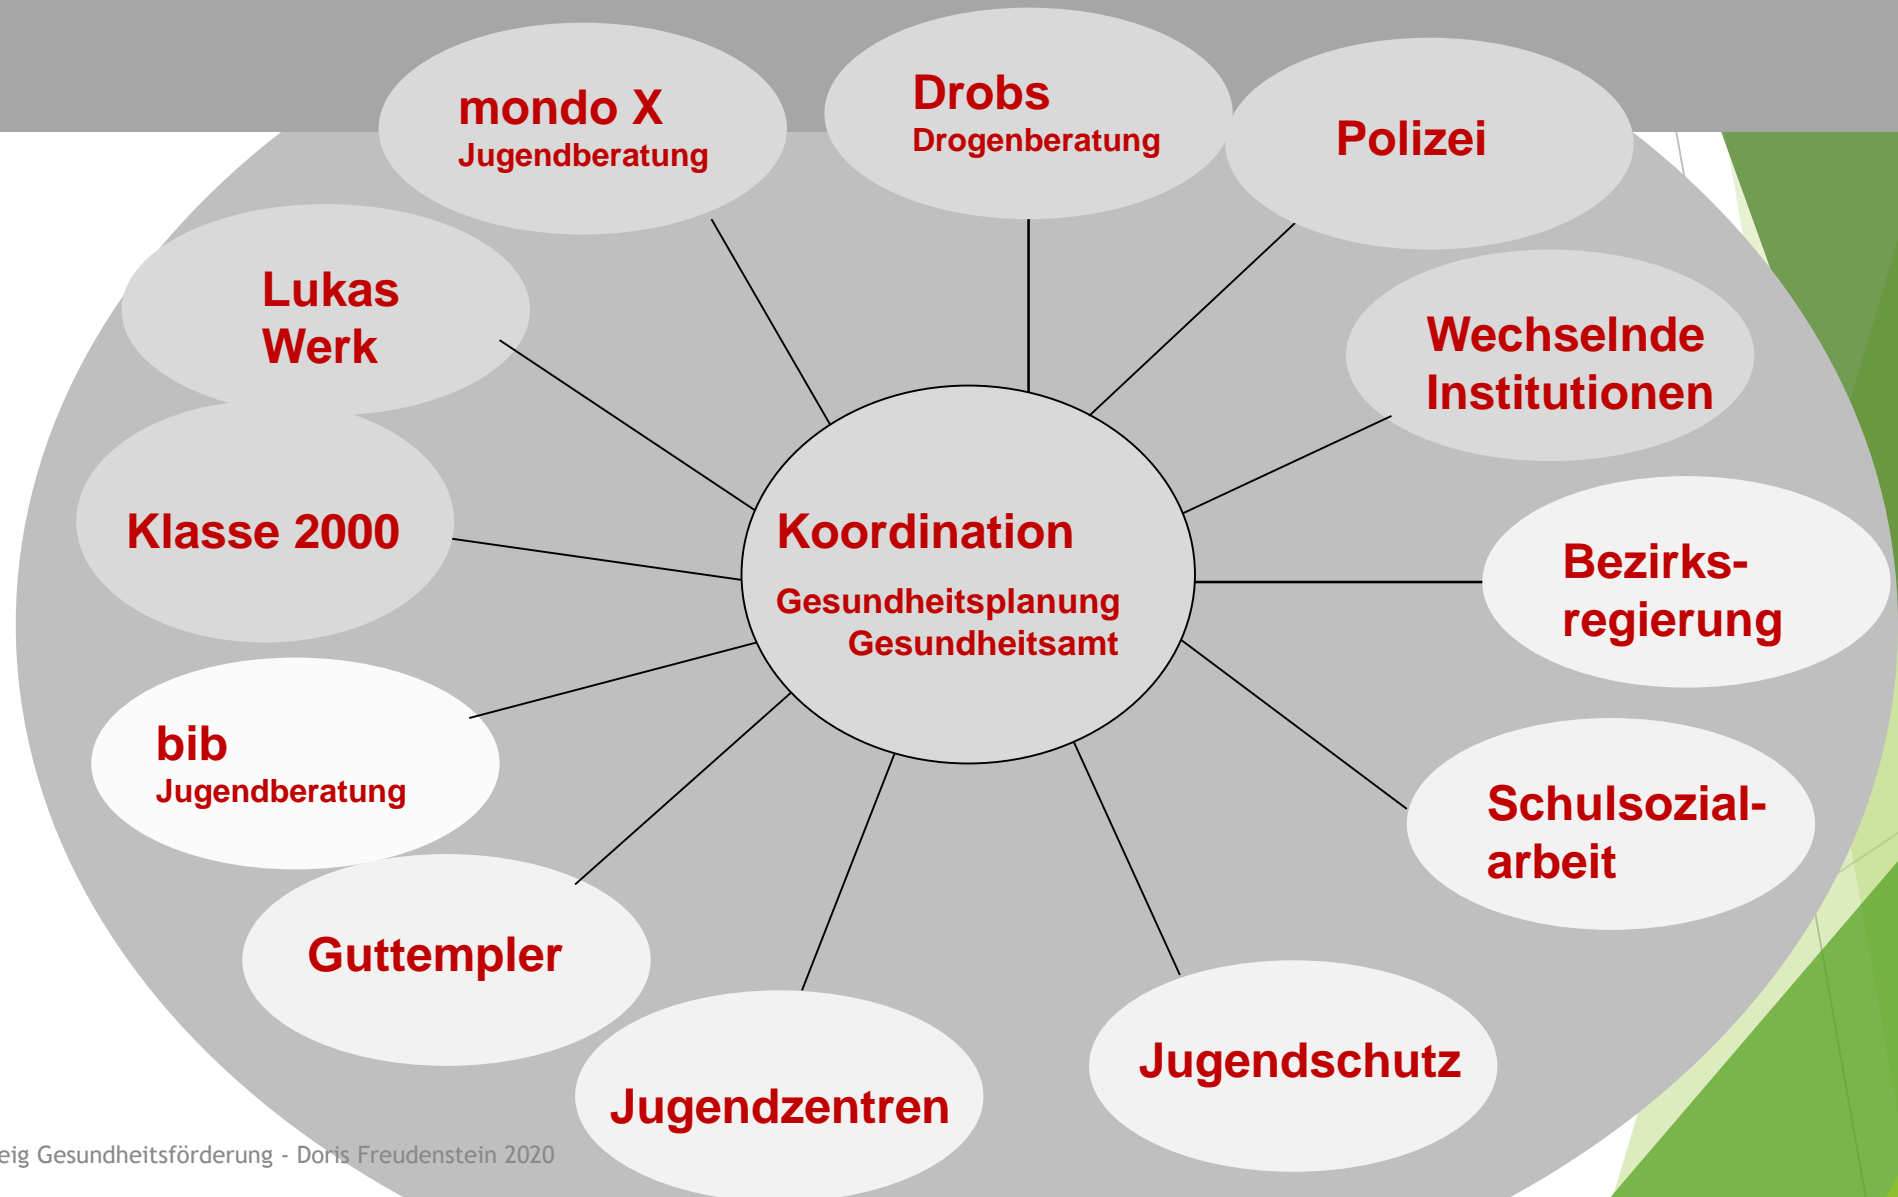 mondo X
Jugendberatung
Drobs
Drogenberatung
Polizei
Lukas
Werk
Wechselnde
Institutionen
Klasse 2000
Koordination
Gesundheitsplanung
Gesundheitsamt
Bezirks-
regierung
bib
Jugendberatung
Schulsozial-
arbeit
Guttempler
Jugendschutz
Jugendzentren
eig Gesundheitsförderung - Doris Freudenstein 2020